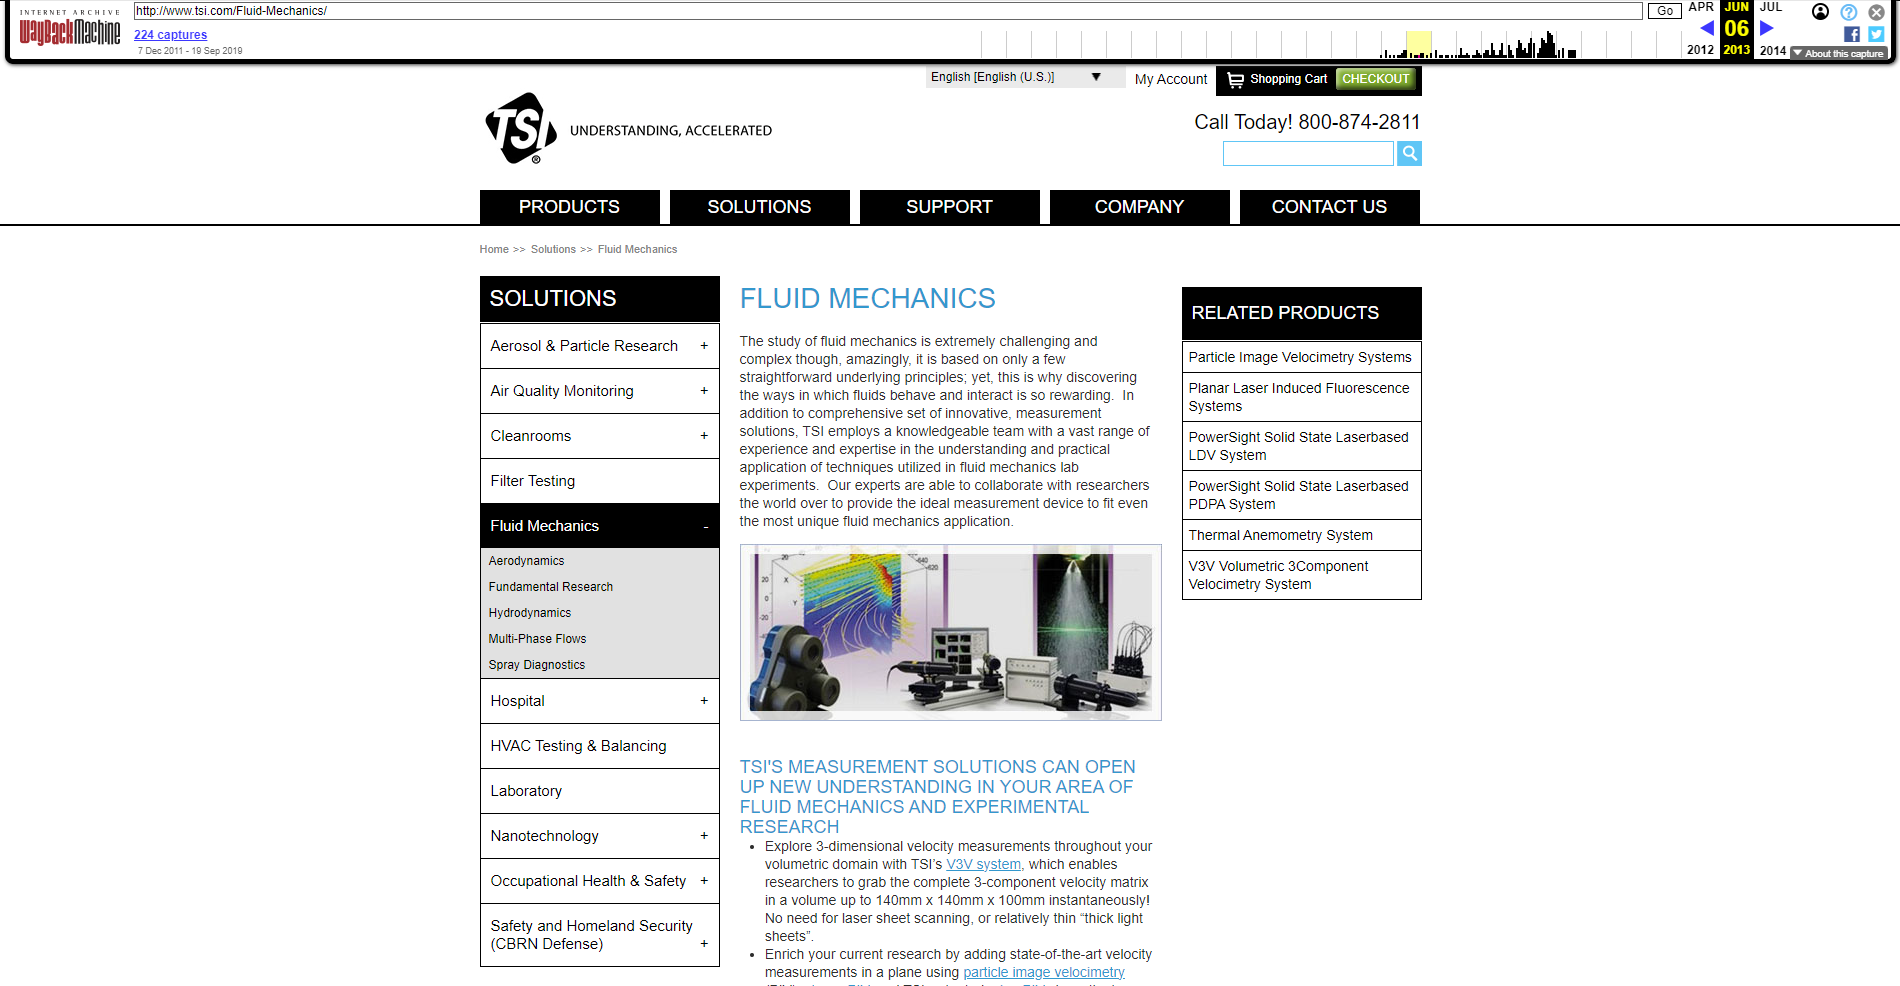 INTERNET ARCHIVE
WayBackMachine
http://www.tsi.com/Fluid-Mechanics/
Go
APR JUN JUL
224 captures
06
7 Dec 2011 - 19 Sep 2019
2012 2013 2014
About this capture
English [English (U.S.)] ▼
My Account
Shopping Cart
CHECKOUT
TSI
®
UNDERSTANDING, ACCELERATED
Call Today! 800-874-2811
PRODUCTS
SOLUTIONS
SUPPORT
COMPANY
CONTACT US
Home >> Solutions >> Fluid Mechanics
SOLUTIONS
Aerosol & Particle Research +
Air Quality Monitoring +
Cleanrooms +
Filter Testing
Fluid Mechanics -
Aerodynamics
Fundamental Research
Hydrodynamics
Multi-Phase Flows
Spray Diagnostics
Hospital +
HVAC Testing & Balancing
Laboratory
Nanotechnology +
Occupational Health & Safety +
Safety and Homeland Security
(CBRN Defense) +
FLUID MECHANICS
The study of fluid mechanics is extremely challenging and
complex though, amazingly, it is based on only a few
straightforward underlying principles; yet, this is why discovering
the ways in which fluids behave and interact is so rewarding. In
addition to comprehensive set of innovative, measurement
solutions, TSI employs a knowledgeable team with a vast range of
experience and expertise in the understanding and practical
application of techniques utilized in fluid mechanics lab
experiments. Our experts are able to collaborate with researchers
the world over to provide the ideal measurement device to fit even
the most unique fluid mechanics application.
TSI'S MEASUREMENT SOLUTIONS CAN OPEN
UP NEW UNDERSTANDING IN YOUR AREA OF
FLUID MECHANICS AND EXPERIMENTAL
RESEARCH
• Explore 3-dimensional velocity measurements throughout your
volumetric domain with TSI’s V3V system, which enables
researchers to grab the complete 3-component velocity matrix
in a volume up to 140mm x 140mm x 100mm instantaneously!
No need for laser sheet scanning, or relatively thin “thick light
sheets”.
• Enrich your current research by adding state-of-the-art velocity
measurements in a plane using particle image velocimetry
RELATED PRODUCTS
Particle Image Velocimetry Systems
Planar Laser Induced Fluorescence
Systems
PowerSight Solid State Laserbased
LDV System
PowerSight Solid State Laserbased
PDPA System
Thermal Anemometry System
V3V Volumetric 3Component
Velocimetry System